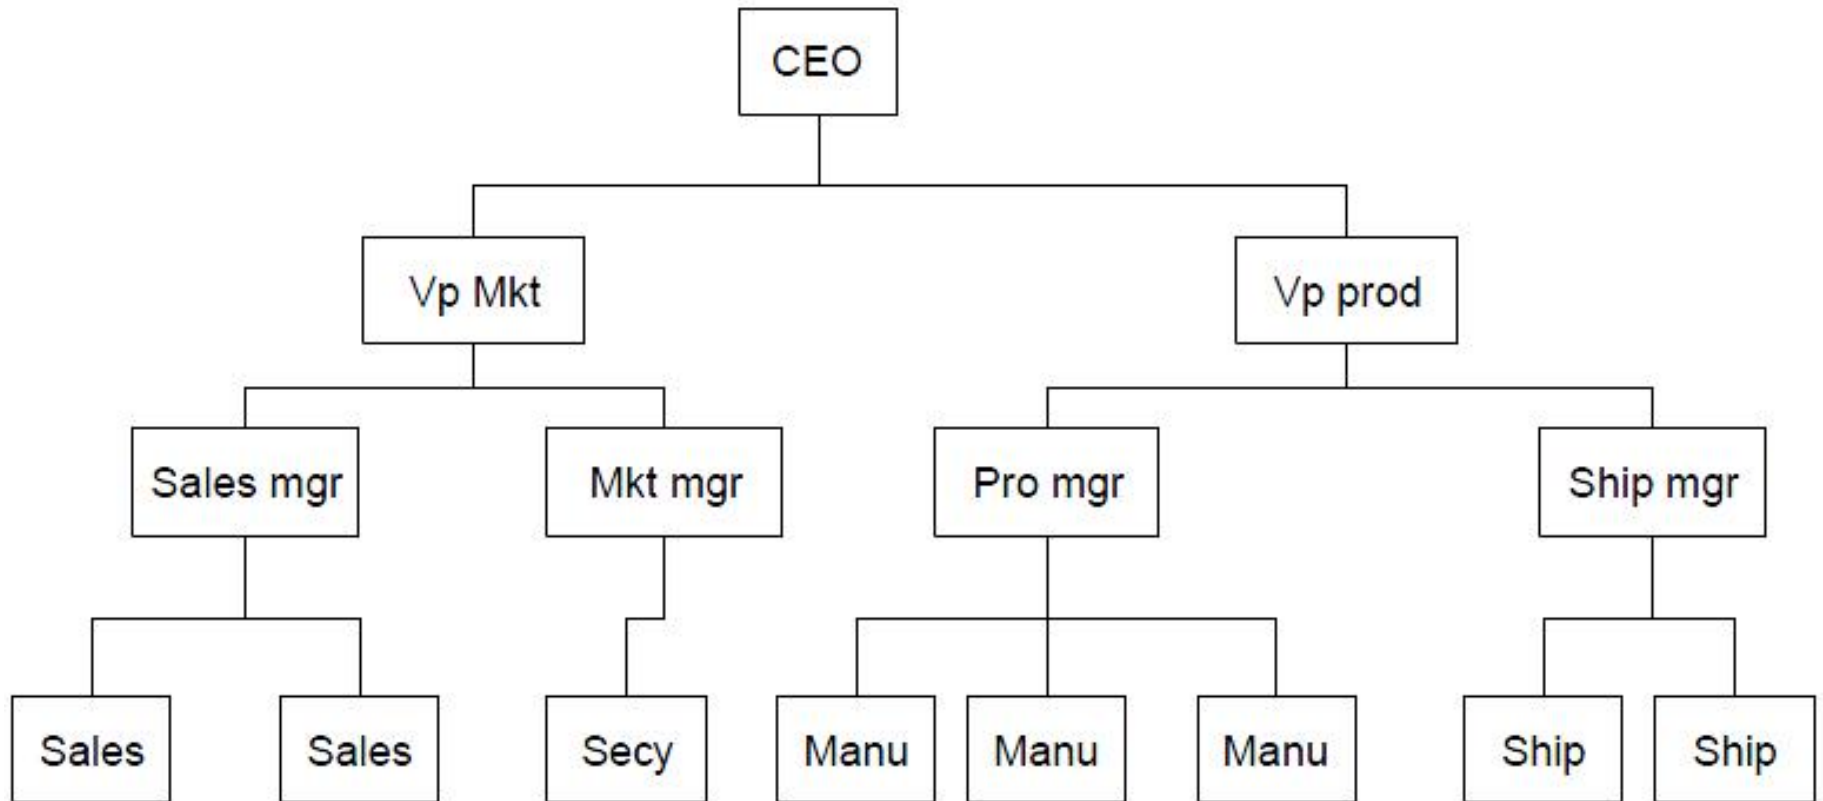 CEO
Vp Mkt
Vp prod
Sales mgr
Mkt mgr
Pro mgr
Ship mgr
Sales
Sales
Secy
Manu
Manu
Manu
Ship
Ship